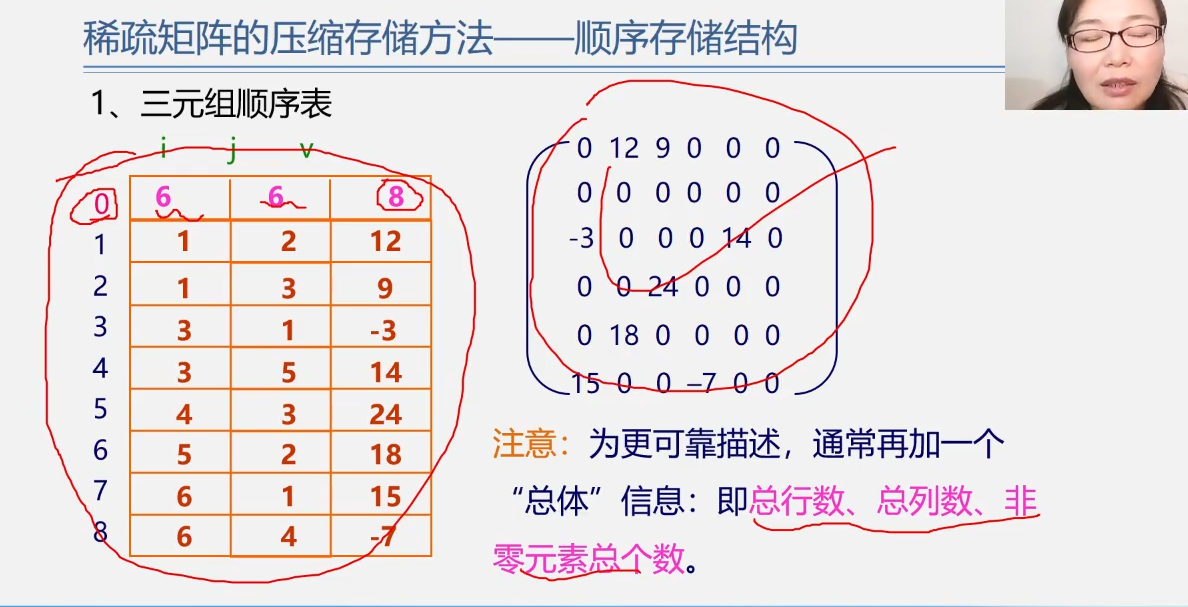 稀疏矩阵的压缩存储方法——顺序存储结构
1、三元组顺序表
i j v
0 6 6 8
1 1 2 12
2 1 3 9
3 3 1 -3
4 3 5 14
5 4 3 24
6 5 2 18
7 6 1 15
8 6 4 -7
0 12 9 0 0 0
0 0 0 0 0 0
-3 0 0 0 14 0
0 0 24 0 0 0
0 18 0 0 0 0
15 0 0 –7 0 0
注意：为更可靠描述，通常再加一个
“总体”信息：即总行数、总列数、非
零元素总个数。